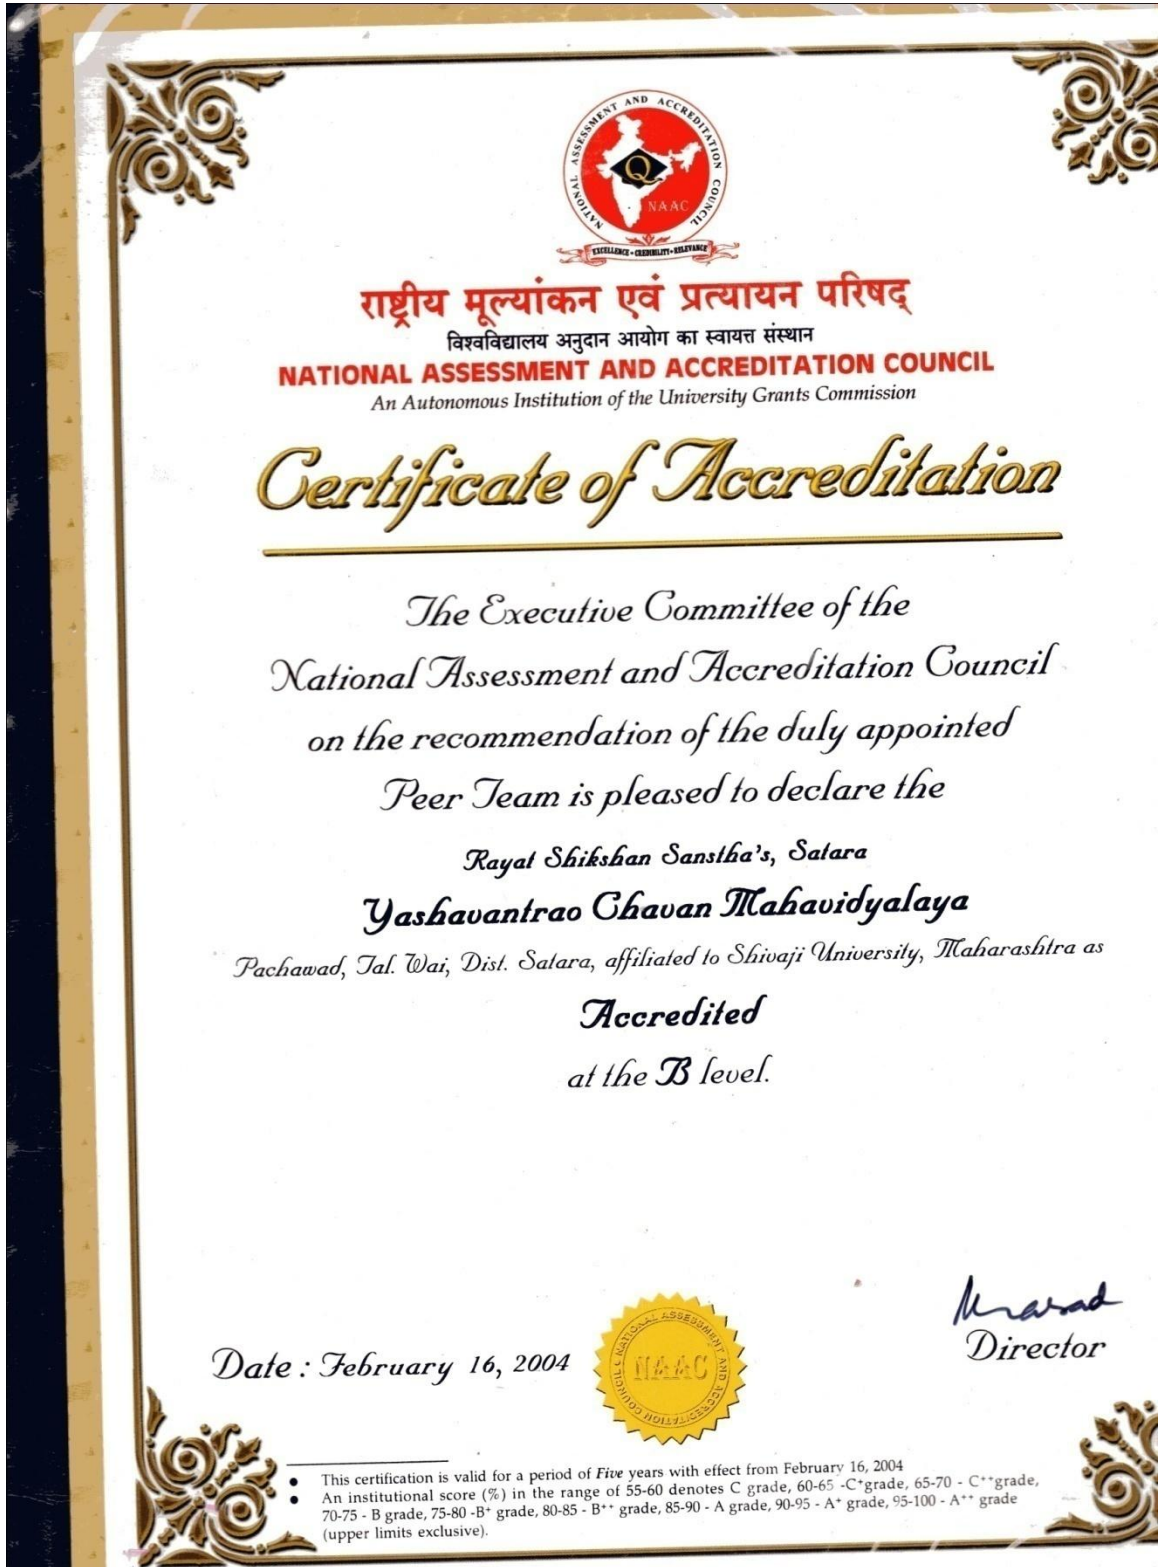 NATIONAL ASSESSMENT AND ACCREDITATION COUNCIL
Q
NAAC
EXCELLENCE • CREDIBILITY • RELEVANCE
राष्ट्रीय मूल्यांकन एवं प्रत्यायन परिषद्
विश्वविद्यालय अनुदान आयोग का स्वायत्त संस्थान
NATIONAL ASSESSMENT AND ACCREDITATION COUNCIL
An Autonomous Institution of the University Grants Commission
Certificate of Accreditation
The Executive Committee of the
National Assessment and Accreditation Council
on the recommendation of the duly appointed
Peer Team is pleased to declare the
Rayat Shikshan Sanstha's, Satara
Yashavantrao Chavan Mahavidyalaya
Pachawad, Tal. Wai, Dist. Satara, affiliated to Shivaji University, Maharashtra as
Accredited
at the B level.
Director
Date : February 16, 2004
NATIONAL ASSESSMENT AND ACCREDITATION COUNCIL
NAAC
• This certification is valid for a period of Five years with effect from February 16, 2004
• An institutional score (%) in the range of 55-60 denotes C grade, 60-65 -C⁺grade, 65-70 - C⁺⁺grade,
70-75 - B grade, 75-80 -B⁺ grade, 80-85 - B⁺⁺ grade, 85-90 - A grade, 90-95 - A⁺ grade, 95-100 - A⁺⁺ grade
(upper limits exclusive).